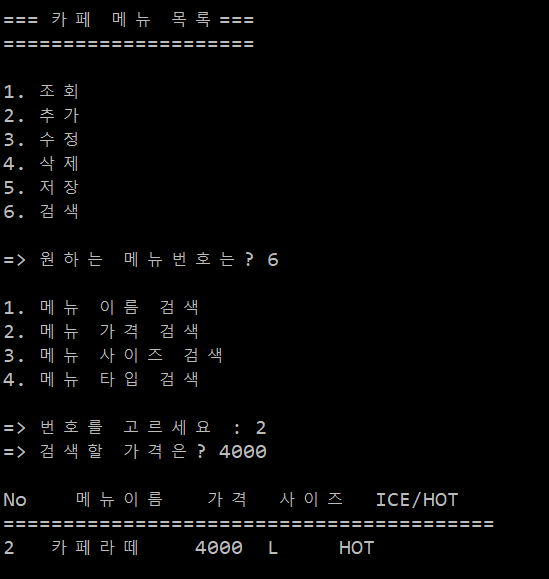 === 카페 메뉴 목록 ===
=====================
1. 조회
2. 추가
3. 수정
4. 삭제
5. 저장
6. 검색
=> 원하는 메뉴번호는? 6
1. 메뉴 이름 검색
2. 메뉴 가격 검색
3. 메뉴 사이즈 검색
4. 메뉴 타입 검색
=> 번호를 고르세요 : 2
=> 검색할 가격은? 4000
No 메뉴이름 가격 사이즈 ICE/HOT
=========================================
2 카페라떼 4000 L HOT